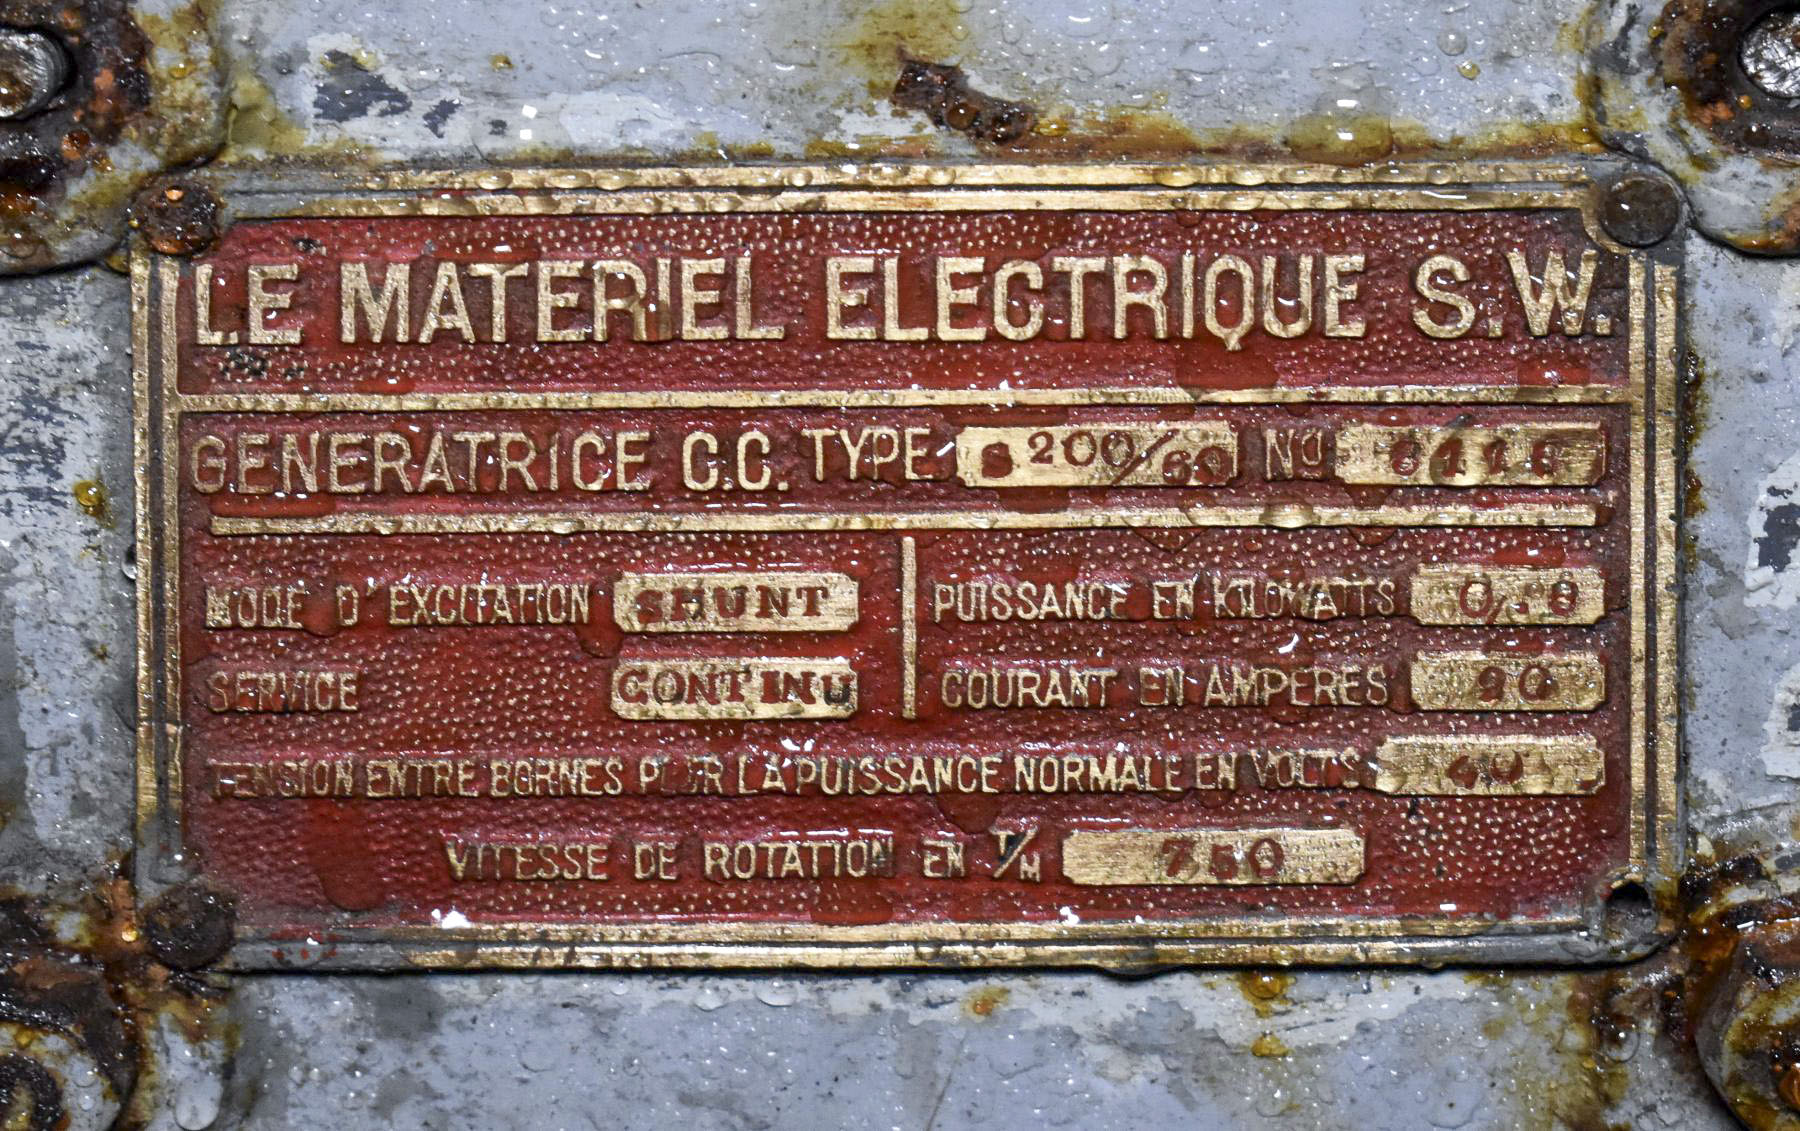 LE MATERIEL ELECTRIQUE S.W.
GENERATRICE C.C. TYPE S 200/60 No
MODE D'EXCITATION SHUNT PUISSANCE EN KILOWATTS
SERVICE CONTINU COURANT EN AMPERES 20
TENSION ENTRE BORNES POUR LA PUISSANCE NORMALE EN VOLTS 40
VITESSE DE ROTATION EN T/M 750